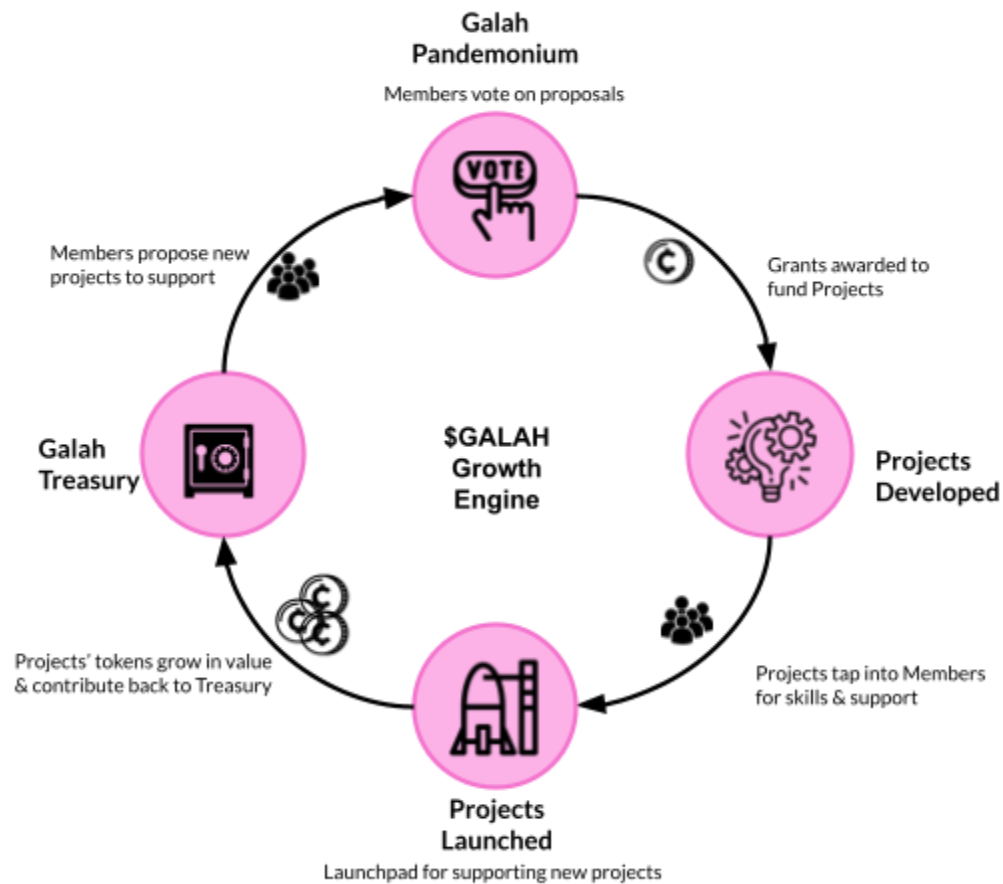 Galah
Pandemonium
Members vote on proposals
VOTE
Members propose new
projects to support
Grants awarded to
fund Projects
Galah
Treasury
$GALAH
Growth
Engine
Projects
Developed
Projects' tokens grow in value
& contribute back to Treasury
Projects tap into Members
for skills & support
Projects
Launched
Launchpad for supporting new projects